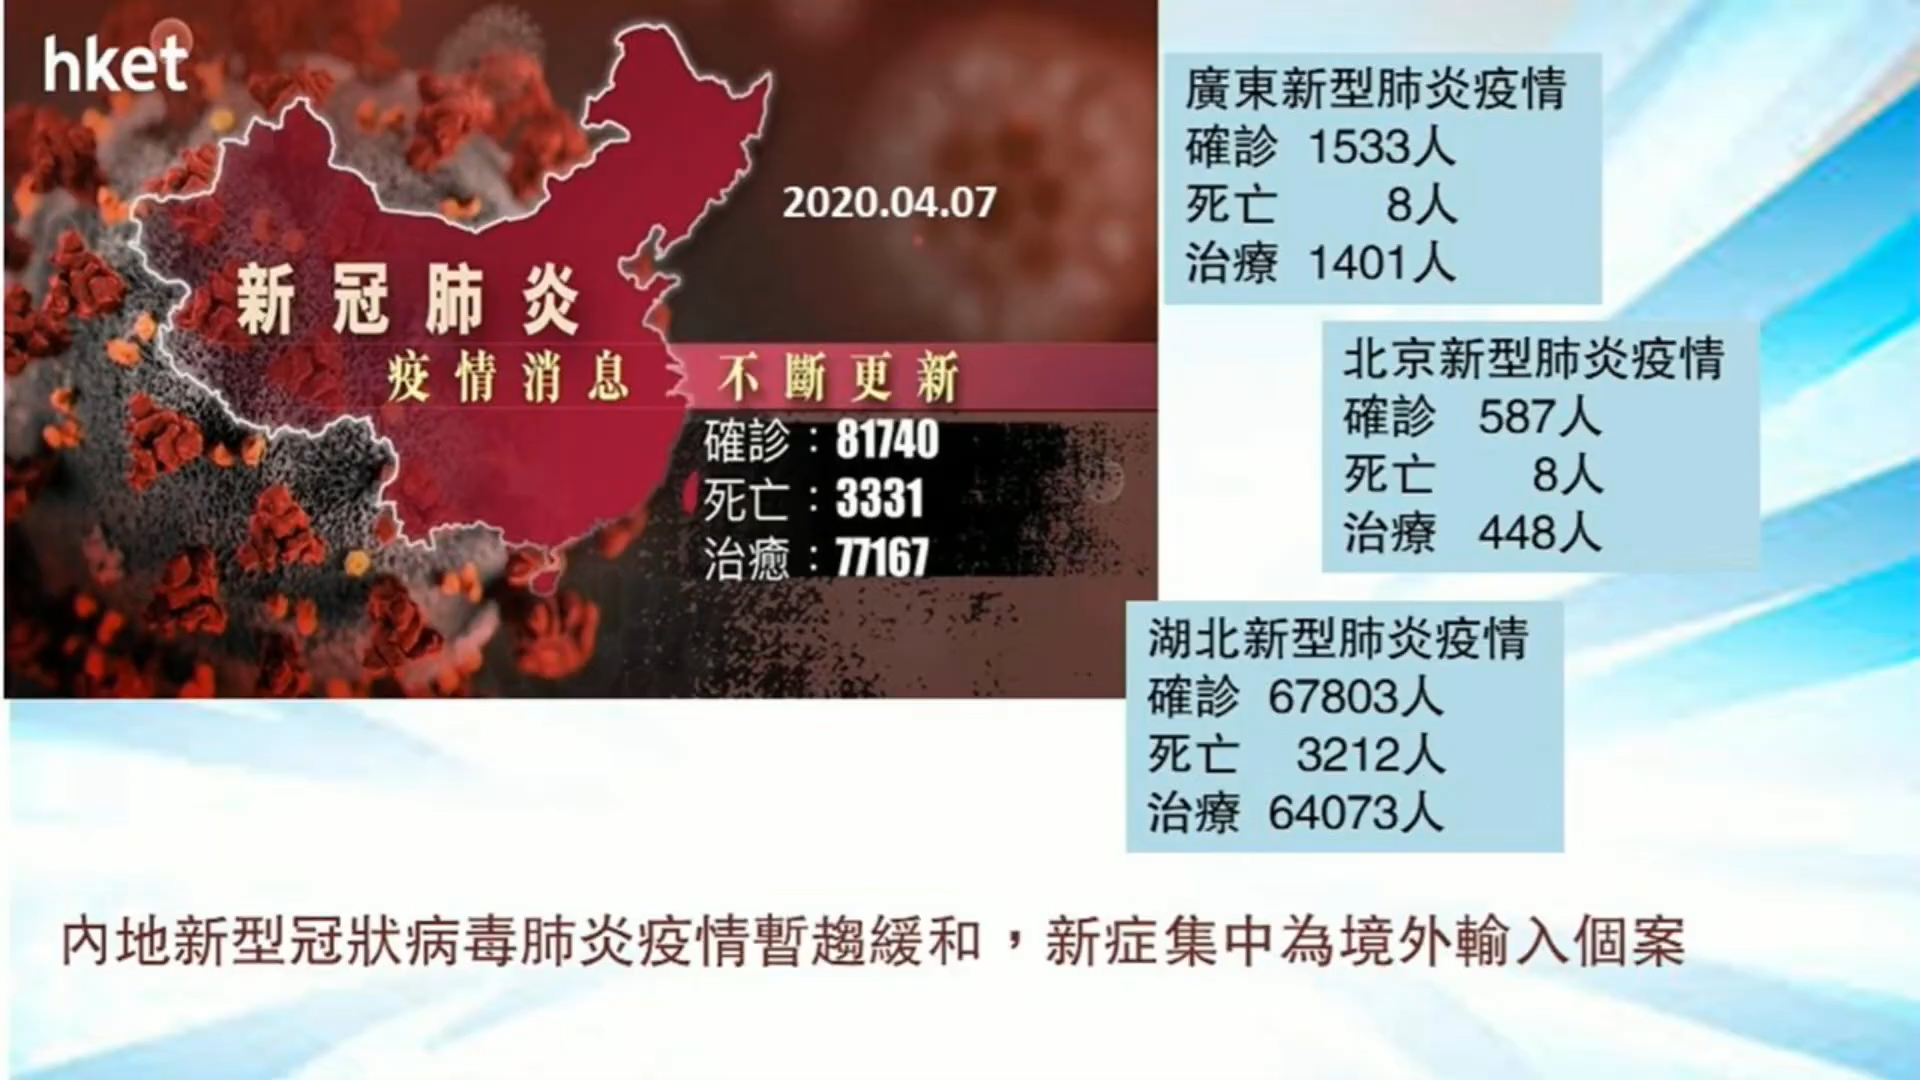 hket
2020.04.07
新冠肺炎
疫情消息 不斷更新
確診：81740
死亡：3331
治癒：77167
廣東新型肺炎疫情
確診 1533人
死亡 8人
治療 1401人
北京新型肺炎疫情
確診 587人
死亡 8人
治療 448人
湖北新型肺炎疫情
確診 67803人
死亡 3212人
治療 64073人
內地新型冠狀病毒肺炎疫情暫趨緩和，新症集中為境外輸入個案